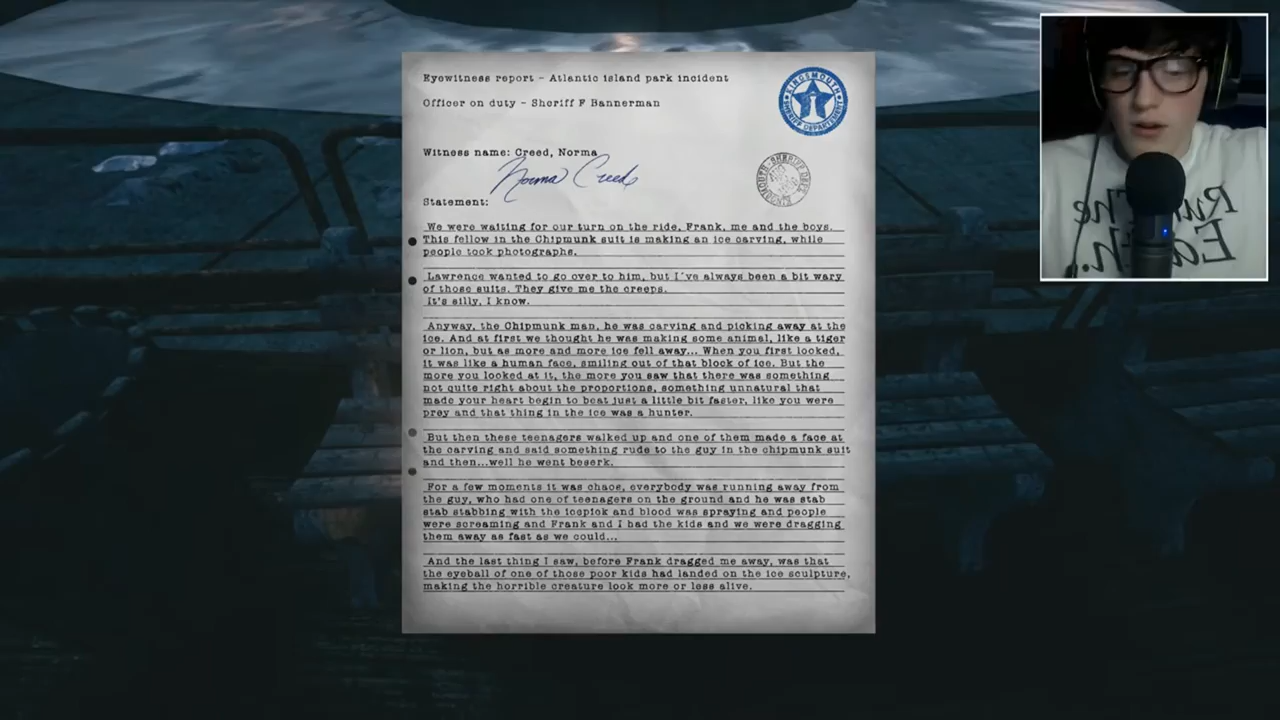 Eyewitness report - Atlantic island park incident
Officer on duty - Sheriff F Bannerman
KINGSMOUTH
SHERIFF DEPARTMENT
Witness name: Creed, Norma
Norma Creed
Statement:
We were waiting for our turn on the ride, Frank, me and the boys.
This fellow in the Chipmunk suit is making an ice carving, while
people took photographs.
Lawrence wanted to go over to him, but I've always been a bit wary
of those suits. They give me the creeps.
It's silly, I know.
Anyway, the Chipmunk man, he was carving and picking away at the
ice. And at first we thought he was making some animal, like a tiger
or lion, but as more and more ice fell away... When you first looked,
it was like a human face, smiling out of that block of ice. But the
more you looked at it, the more you saw that there was something
not quite right about the proportions, something unnatural that
made your heart begin to beat just a little bit faster, like you were
prey and that thing in the ice was a hunter.
But then these teenagers walked up and one of them made a face at
the carving and said something rude to the guy in the chipmunk suit
and then...well he went beserk.
For a few moments it was chaos, everybody was running away from
the guy, who had one of teenagers on the ground and he was stab
stab stabbing with the icepick and blood was spraying and people
were screaming and Frank and I had the kids and we were dragging
them away as fast as we could...
And the last thing I saw, before Frank dragged me away, was that
the eyeball of one of those poor kids had landed on the ice sculpture,
making the horrible creature look more or less alive.